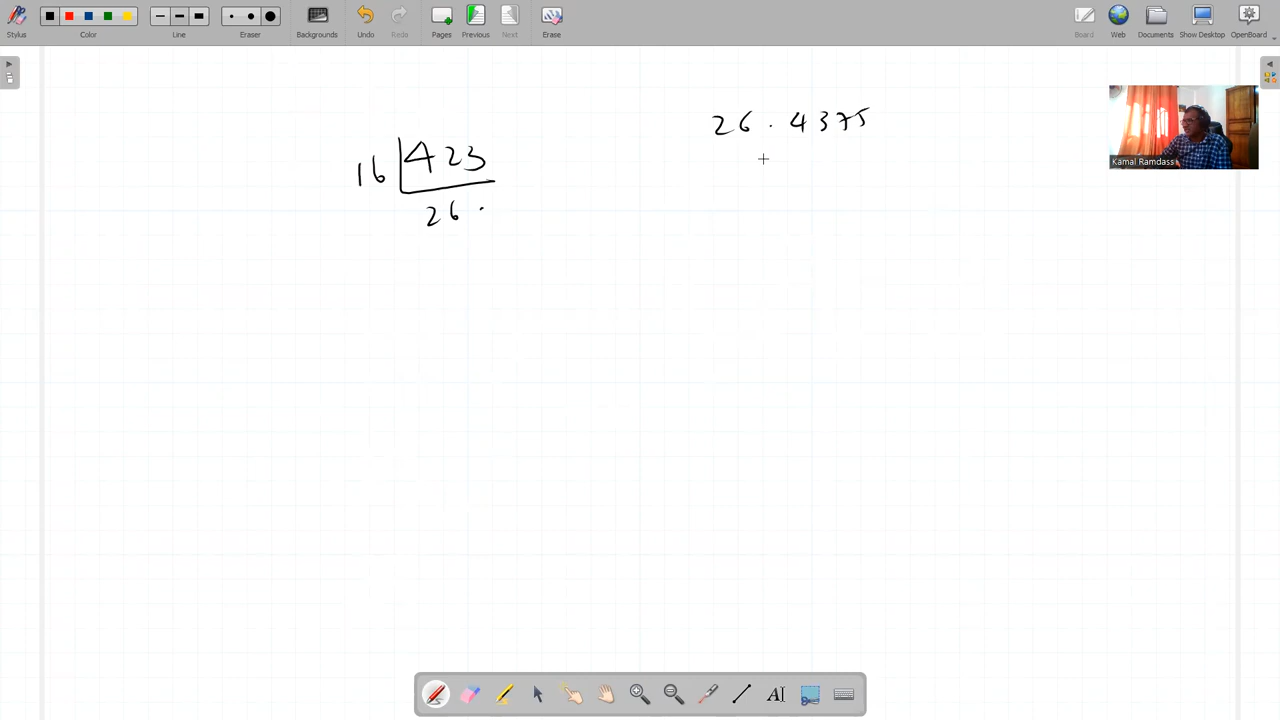 Stylus
Color
Line
Eraser
Backgrounds
Undo
Redo
Pages
Previous
Next
Erase
Board
Web
Documents
Show Desktop
OpenBoard
26.4375
16 423
26.
Kamal Ramdass